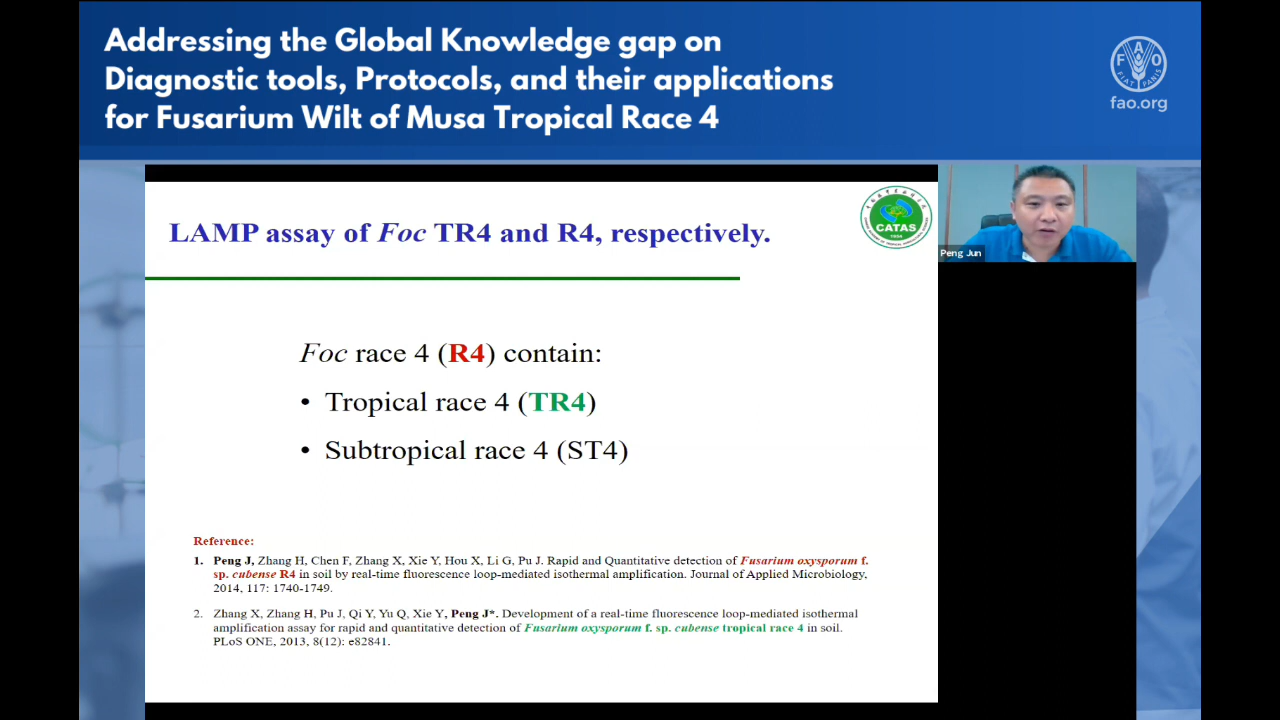 Addressing the Global Knowledge gap on
Diagnostic tools, Protocols, and their applications
for Fusarium Wilt of Musa Tropical Race 4
F A O
FIAT PANIS
fao.org
LAMP assay of Foc TR4 and R4, respectively.
CATAS
Peng Jun
Foc race 4 (R4) contain:
• Tropical race 4 (TR4)
• Subtropical race 4 (ST4)
Reference:
1. Peng J, Zhang H, Chen F, Zhang X, Xie Y, Hou X, Li G, Pu J. Rapid and Quantitative detection of Fusarium oxysporum f.
sp. cubense R4 in soil by real-time fluorescence loop-mediated isothermal amplification. Journal of Applied Microbiology,
2014, 117: 1740-1749.
2. Zhang X, Zhang H, Pu J, Qi Y, Yu Q, Xie Y, Peng J*. Development of a real-time fluorescence loop-mediated isothermal
amplification assay for rapid and quantitative detection of Fusarium oxysporum f. sp. cubense tropical race 4 in soil.
PLoS ONE, 2013, 8(12): e82841.